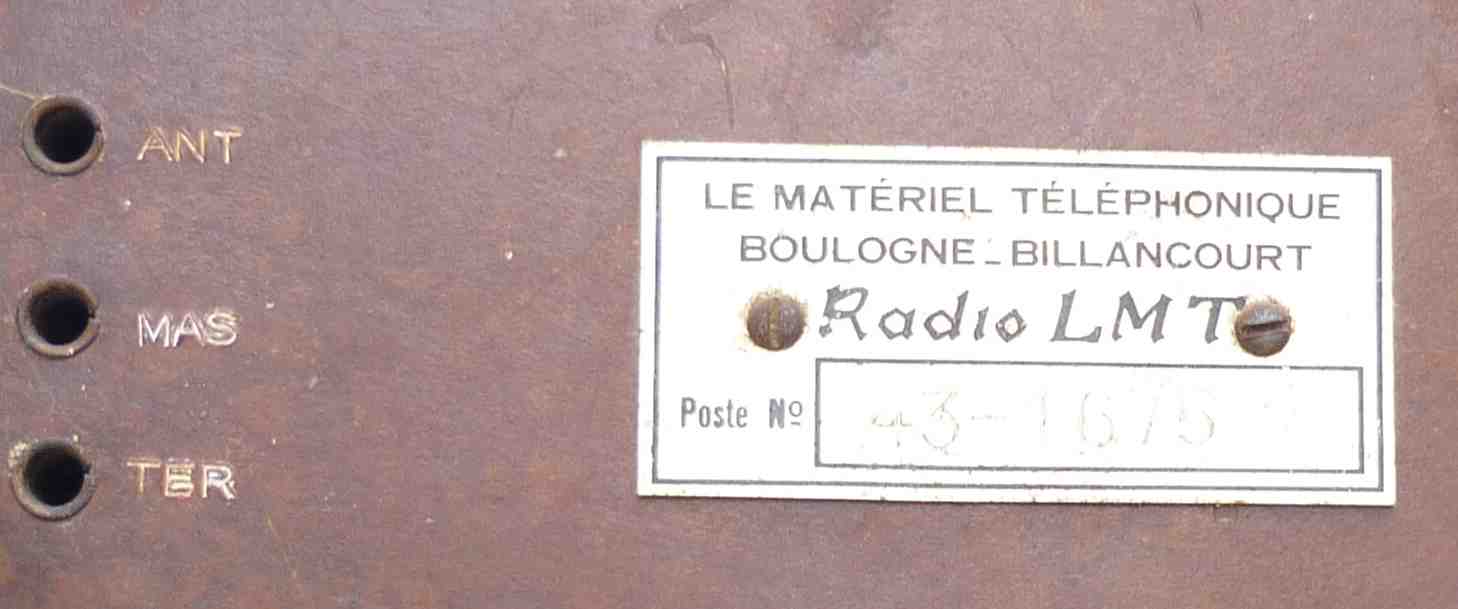 ANT
MAS
TER
LE MATÉRIEL TÉLÉPHONIQUE
BOULOGNE-BILLANCOURT
Radio LMT
Poste Nº